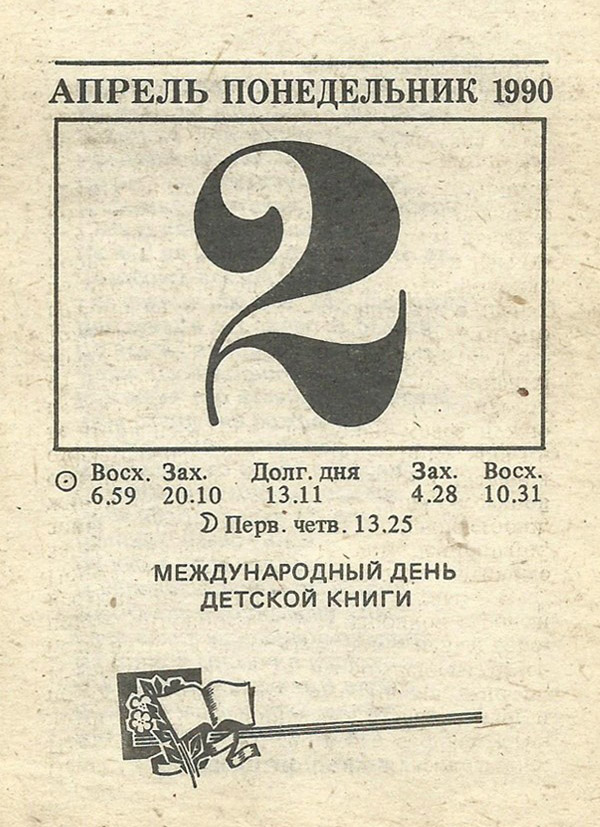 АПРЕЛЬ ПОНЕДЕЛЬНИК 1990
2
Восх. Зах. Долг. дня Зах. Восх.
6.59 20.10 13.11 4.28 10.31
Перв. четв. 13.25
МЕЖДУНАРОДНЫЙ ДЕНЬ
ДЕТСКОЙ КНИГИ